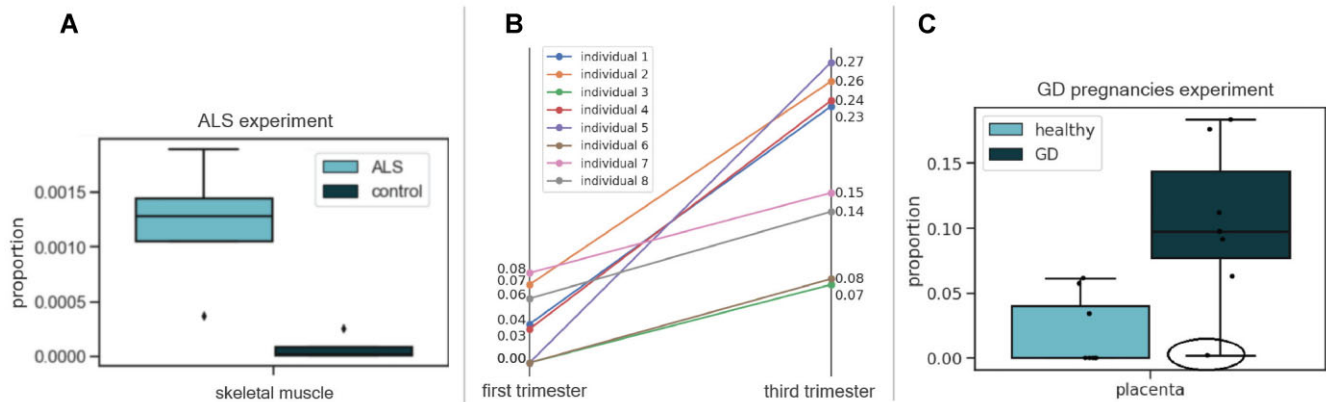 A
ALS experiment
ALS
control
0.0015
0.0010
0.0005
0.0000
proportion
skeletal muscle
B
individual 1
individual 2
individual 3
individual 4
individual 5
individual 6
individual 7
individual 8
0.08
0.07
0.06
0.04
0.03
0.00
0.27
0.26
0.24
0.23
0.15
0.14
0.08
0.07
first trimester
third trimester
C
GD pregnancies experiment
healthy
GD
0.15
0.10
0.05
0.00
proportion
placenta